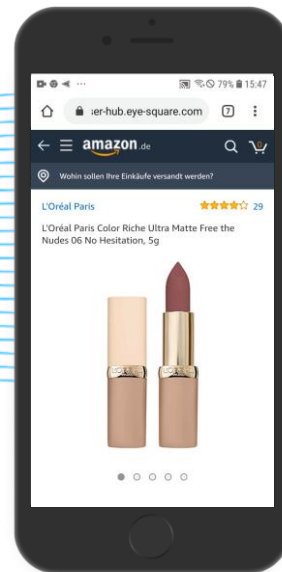 79% 15:47
ser-hub.eye-square.com 7
amazon.de 0
Wohin sollen Ihre Einkäufe versandt werden?
L'Oréal Paris 29
L'Oréal Paris Color Riche Ultra Matte Free the
Nudes 06 No Hesitation, 5g